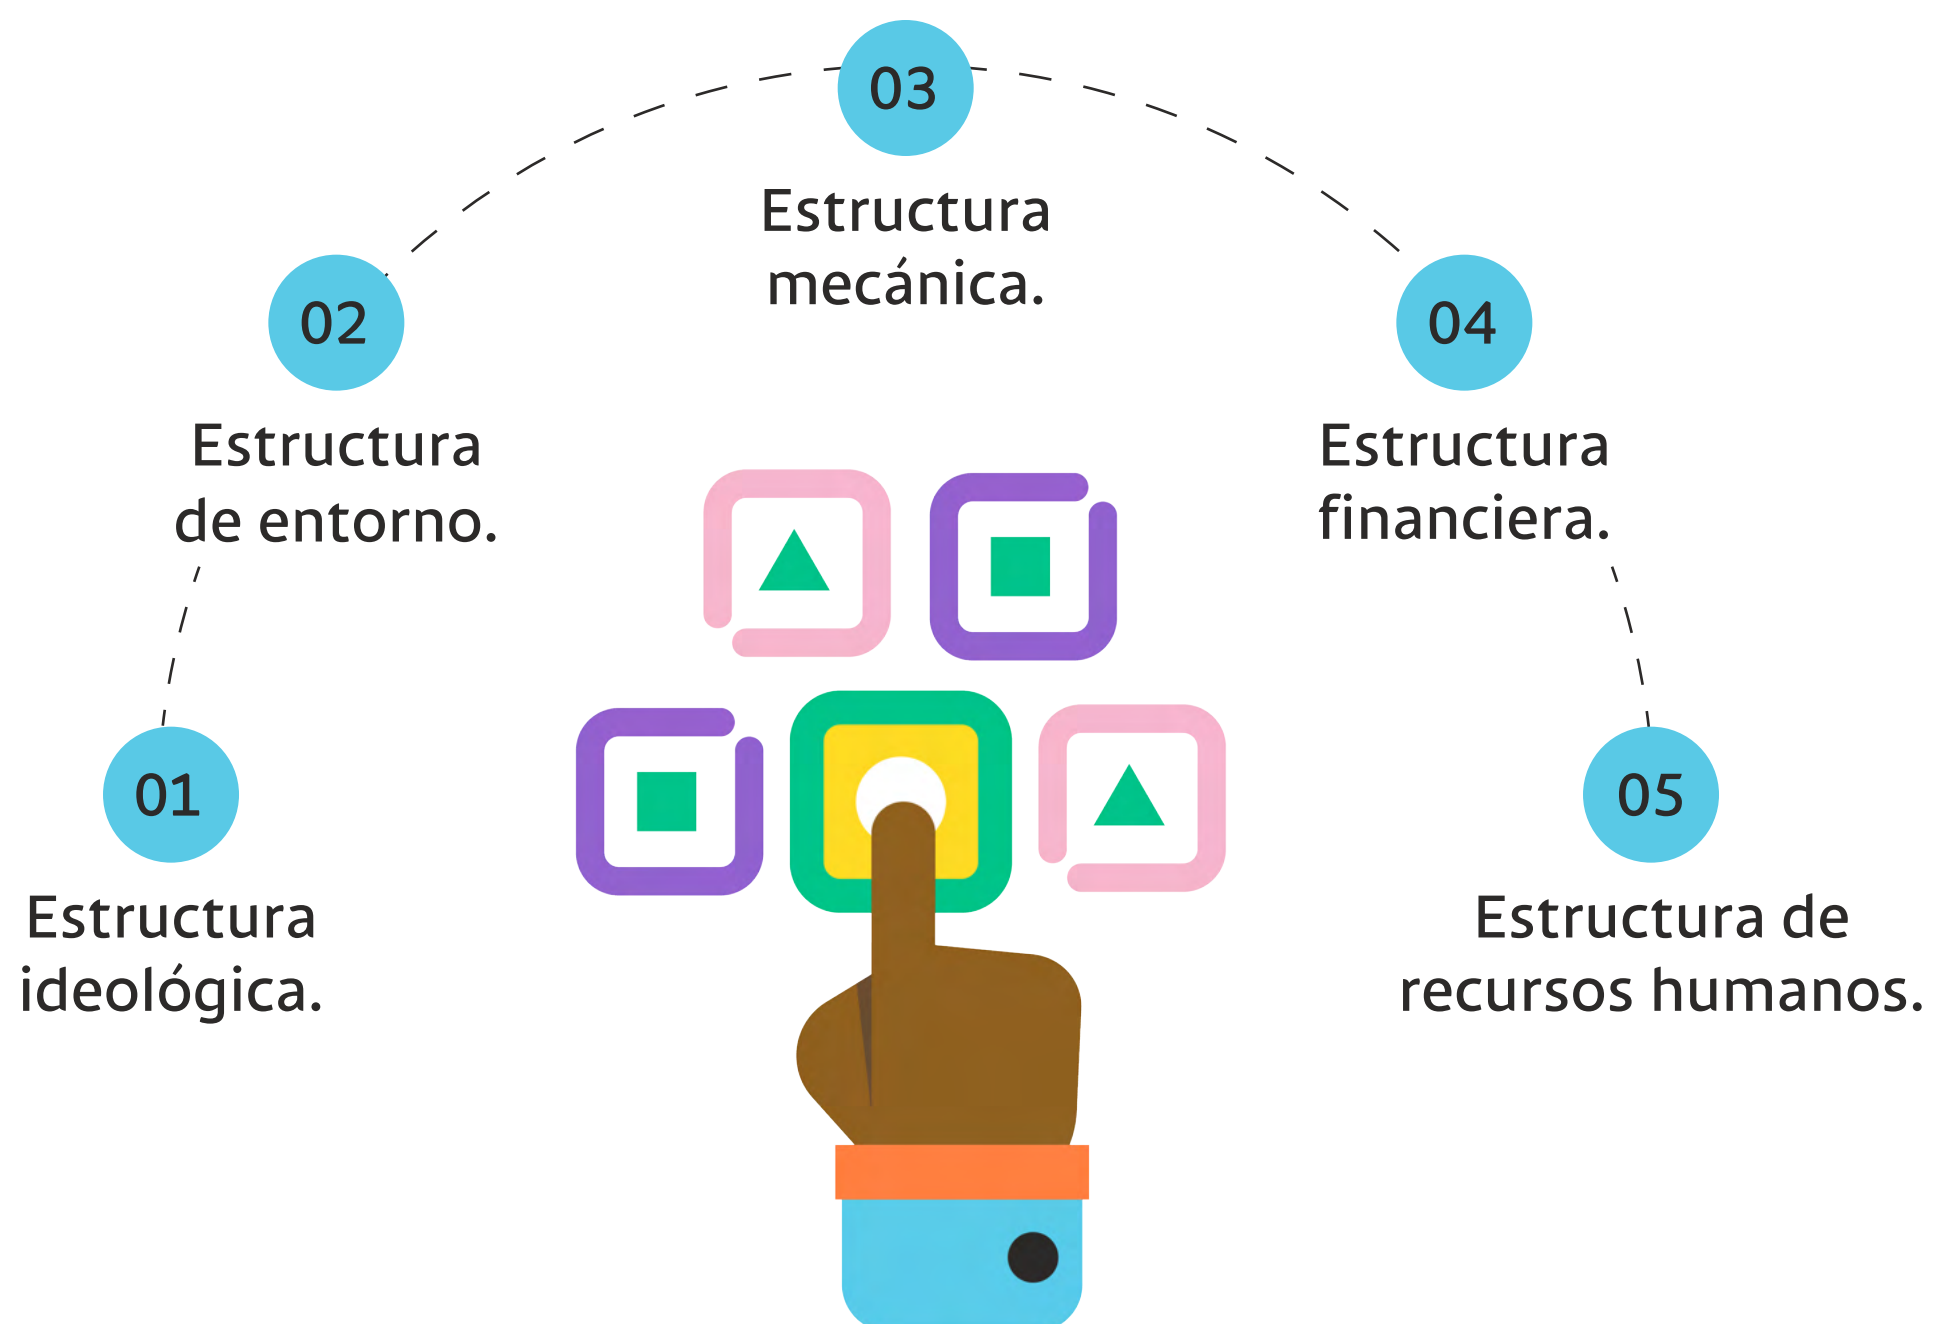 01
Estructura
ideológica.
02
Estructura
de entorno.
03
Estructura
mecánica.
04
Estructura
financiera.
05
Estructura de
recursos humanos.